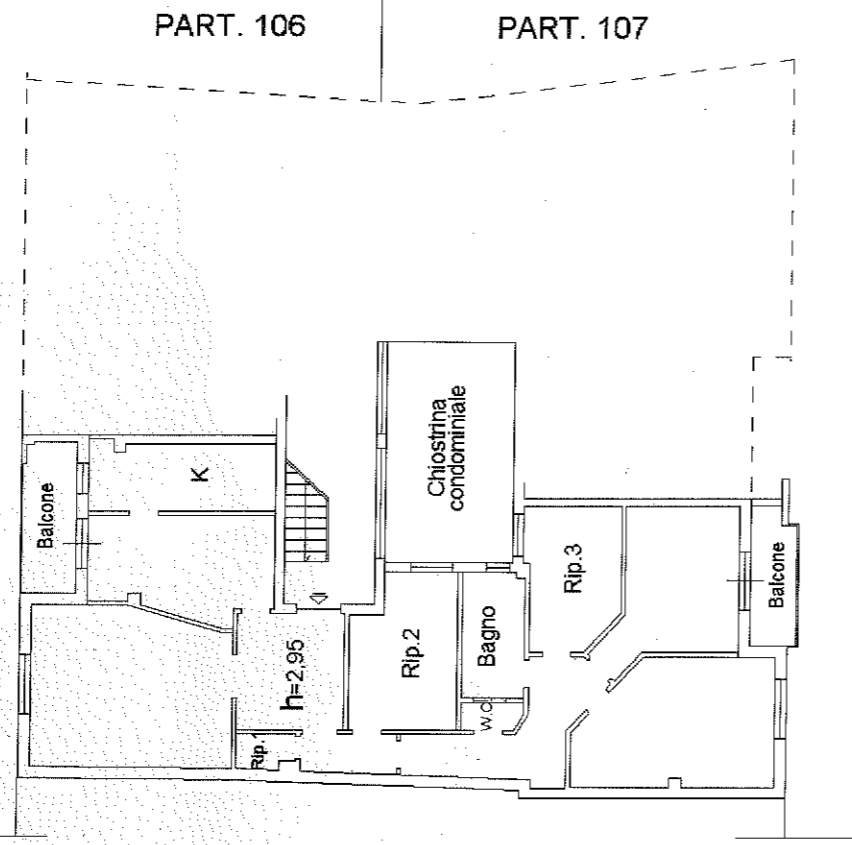 PART. 106
PART. 107
Chiostrina
condominiale
K
Balcone
Rip.3
Balcone
Rip.2
Bagno
h=2,95
W.C
Rip.1